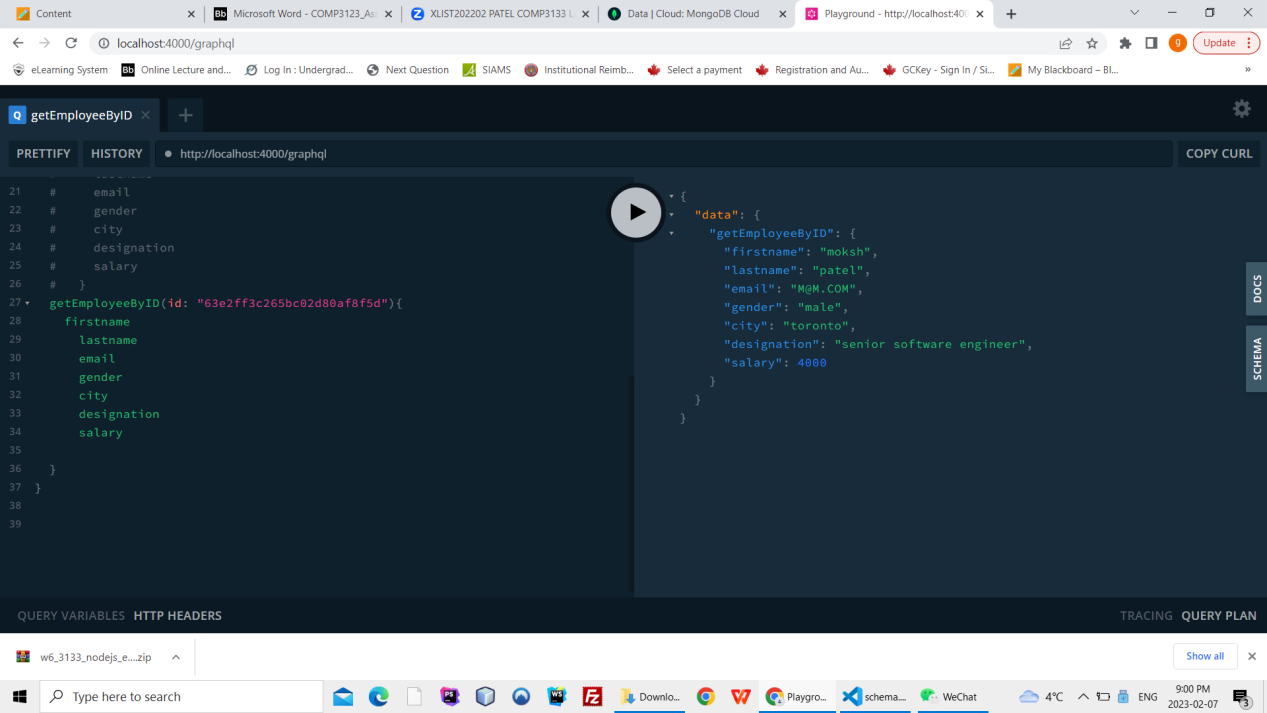 Content
Microsoft Word - COMP3123_As
XLIST202202 PATEL COMP3133 L
Data | Cloud: MongoDB Cloud
Playground - http://localhost:400
localhost:4000/graphql
g
Update
eLearning System
Bb
Online Lecture and...
Log In : Undergrad...
Next Question
SIAMS
Institutional Reimb...
Select a payment
Registration and Au...
GCKey - Sign In / Si...
My Blackboard – Bl...
»
Q getEmployeeByID
PRETTIFY HISTORY http://localhost:4000/graphql COPY CURL
21 # email
22 # gender
23 # city
24 # designation
25 # salary
26 # }
27 getEmployeeByID(id: "63e2ff3c265bc02d80af8f5d"){
28 firstname
29 lastname
30 email
31 gender
32 city
33 designation
34 salary
35
36 }
37 }
38
39
{
"data": {
"getEmployeeByID": {
"firstname": "moksh",
"lastname": "patel",
"email": "M@M.COM",
"gender": "male",
"city": "toronto",
"designation": "senior software engineer",
"salary": 4000
}
}
}
DOCS
SCHEMA
QUERY VARIABLES HTTP HEADERS
TRACING QUERY PLAN
w6_3133_nodejs_e....zip
Show all
Type here to search
PS
WS
FZ
Downlo...
W
Playgro...
schema....
WeChat
4°C
ENG
9:00 PM
2023-02-07
3